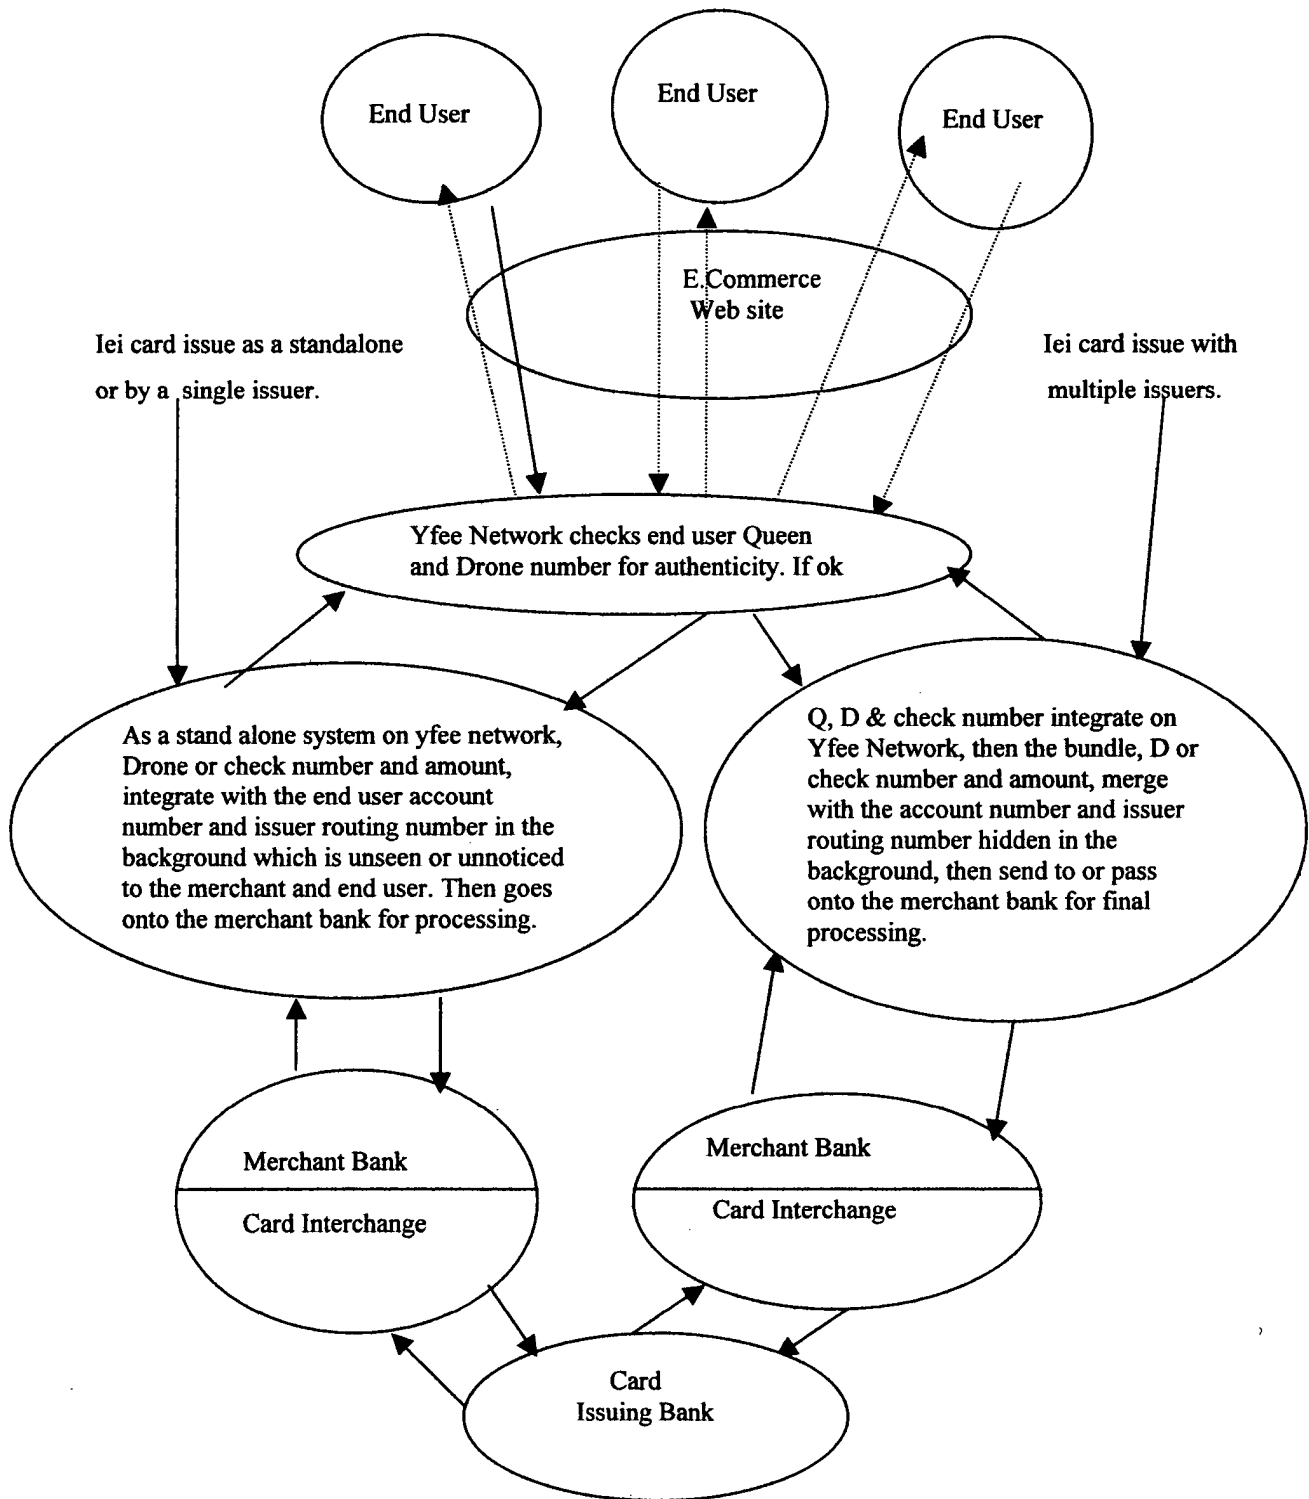 End User
End User
End User
E.Commerce
Web site
Iei card issue as a standalone
or by a single issuer.
Iei card issue with
multiple issuers.
Yfee Network checks end user Queen
and Drone number for authenticity. If ok
As a stand alone system on yfee network,
Drone or check number and amount,
integrate with the end user account
number and issuer routing number in the
background which is unseen or unnoticed
to the merchant and end user. Then goes
onto the merchant bank for processing.
Q, D & check number integrate on
Yfee Network, then the bundle, D or
check number and amount, merge
with the account number and issuer
routing number hidden in the
background, then send to or pass
onto the merchant bank for final
processing.
Merchant Bank
Card Interchange
Merchant Bank
Card Interchange
Card
Issuing Bank